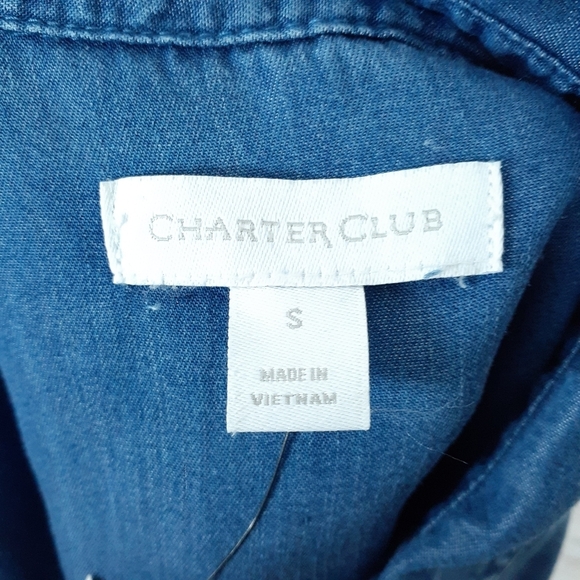 CHARTER CLUB
S
MADE IN
VIETNAM